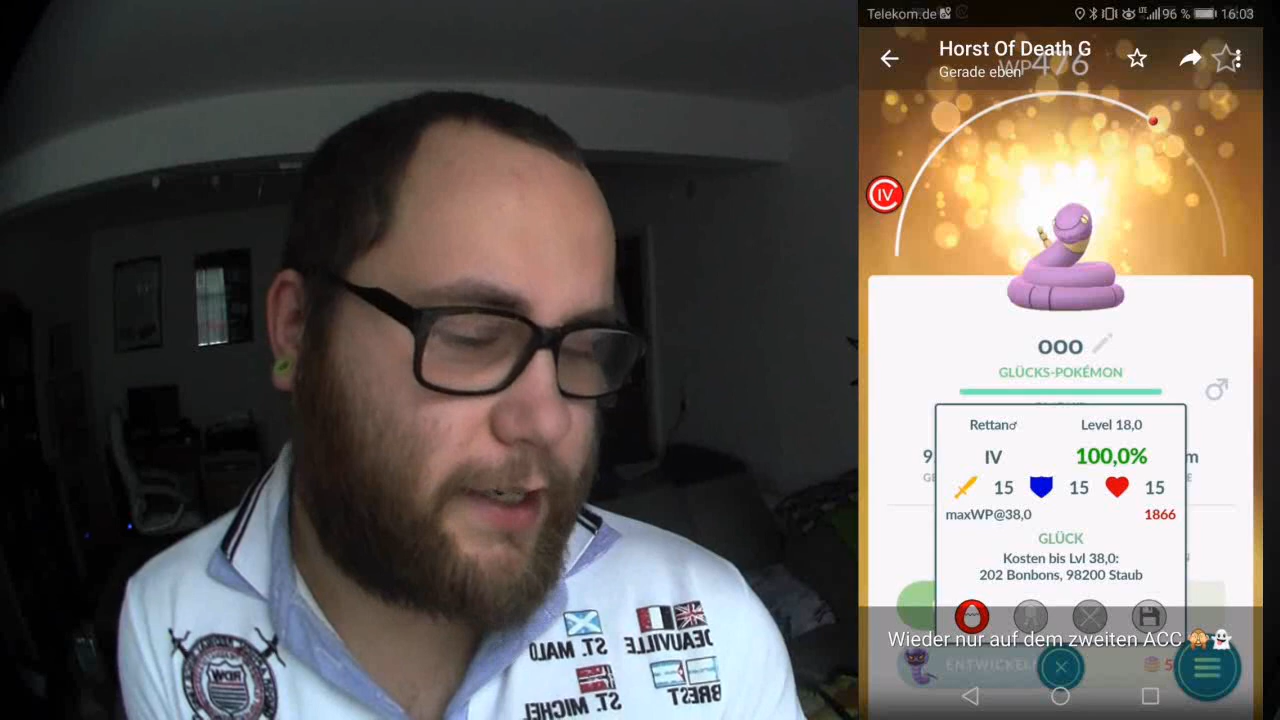 Telekom.de
96 %
16:03
Horst Of Death G
WP476
Gerade eben
IV
ooo
GLÜCKS-POKÉMON
Rettan♂
Level 18,0
9
m
IV
100,0%
15
15
15
maxWP@38,0
1866
GLÜCK
Kosten bis Lvl 38,0:
202 Bonbons, 98200 Staub
Wieder nur auf dem zweiten ACC 🙈👻
ENTWICKELN
5
DEAUVILLE
ST. MALO
BREST
ST. MICHEL